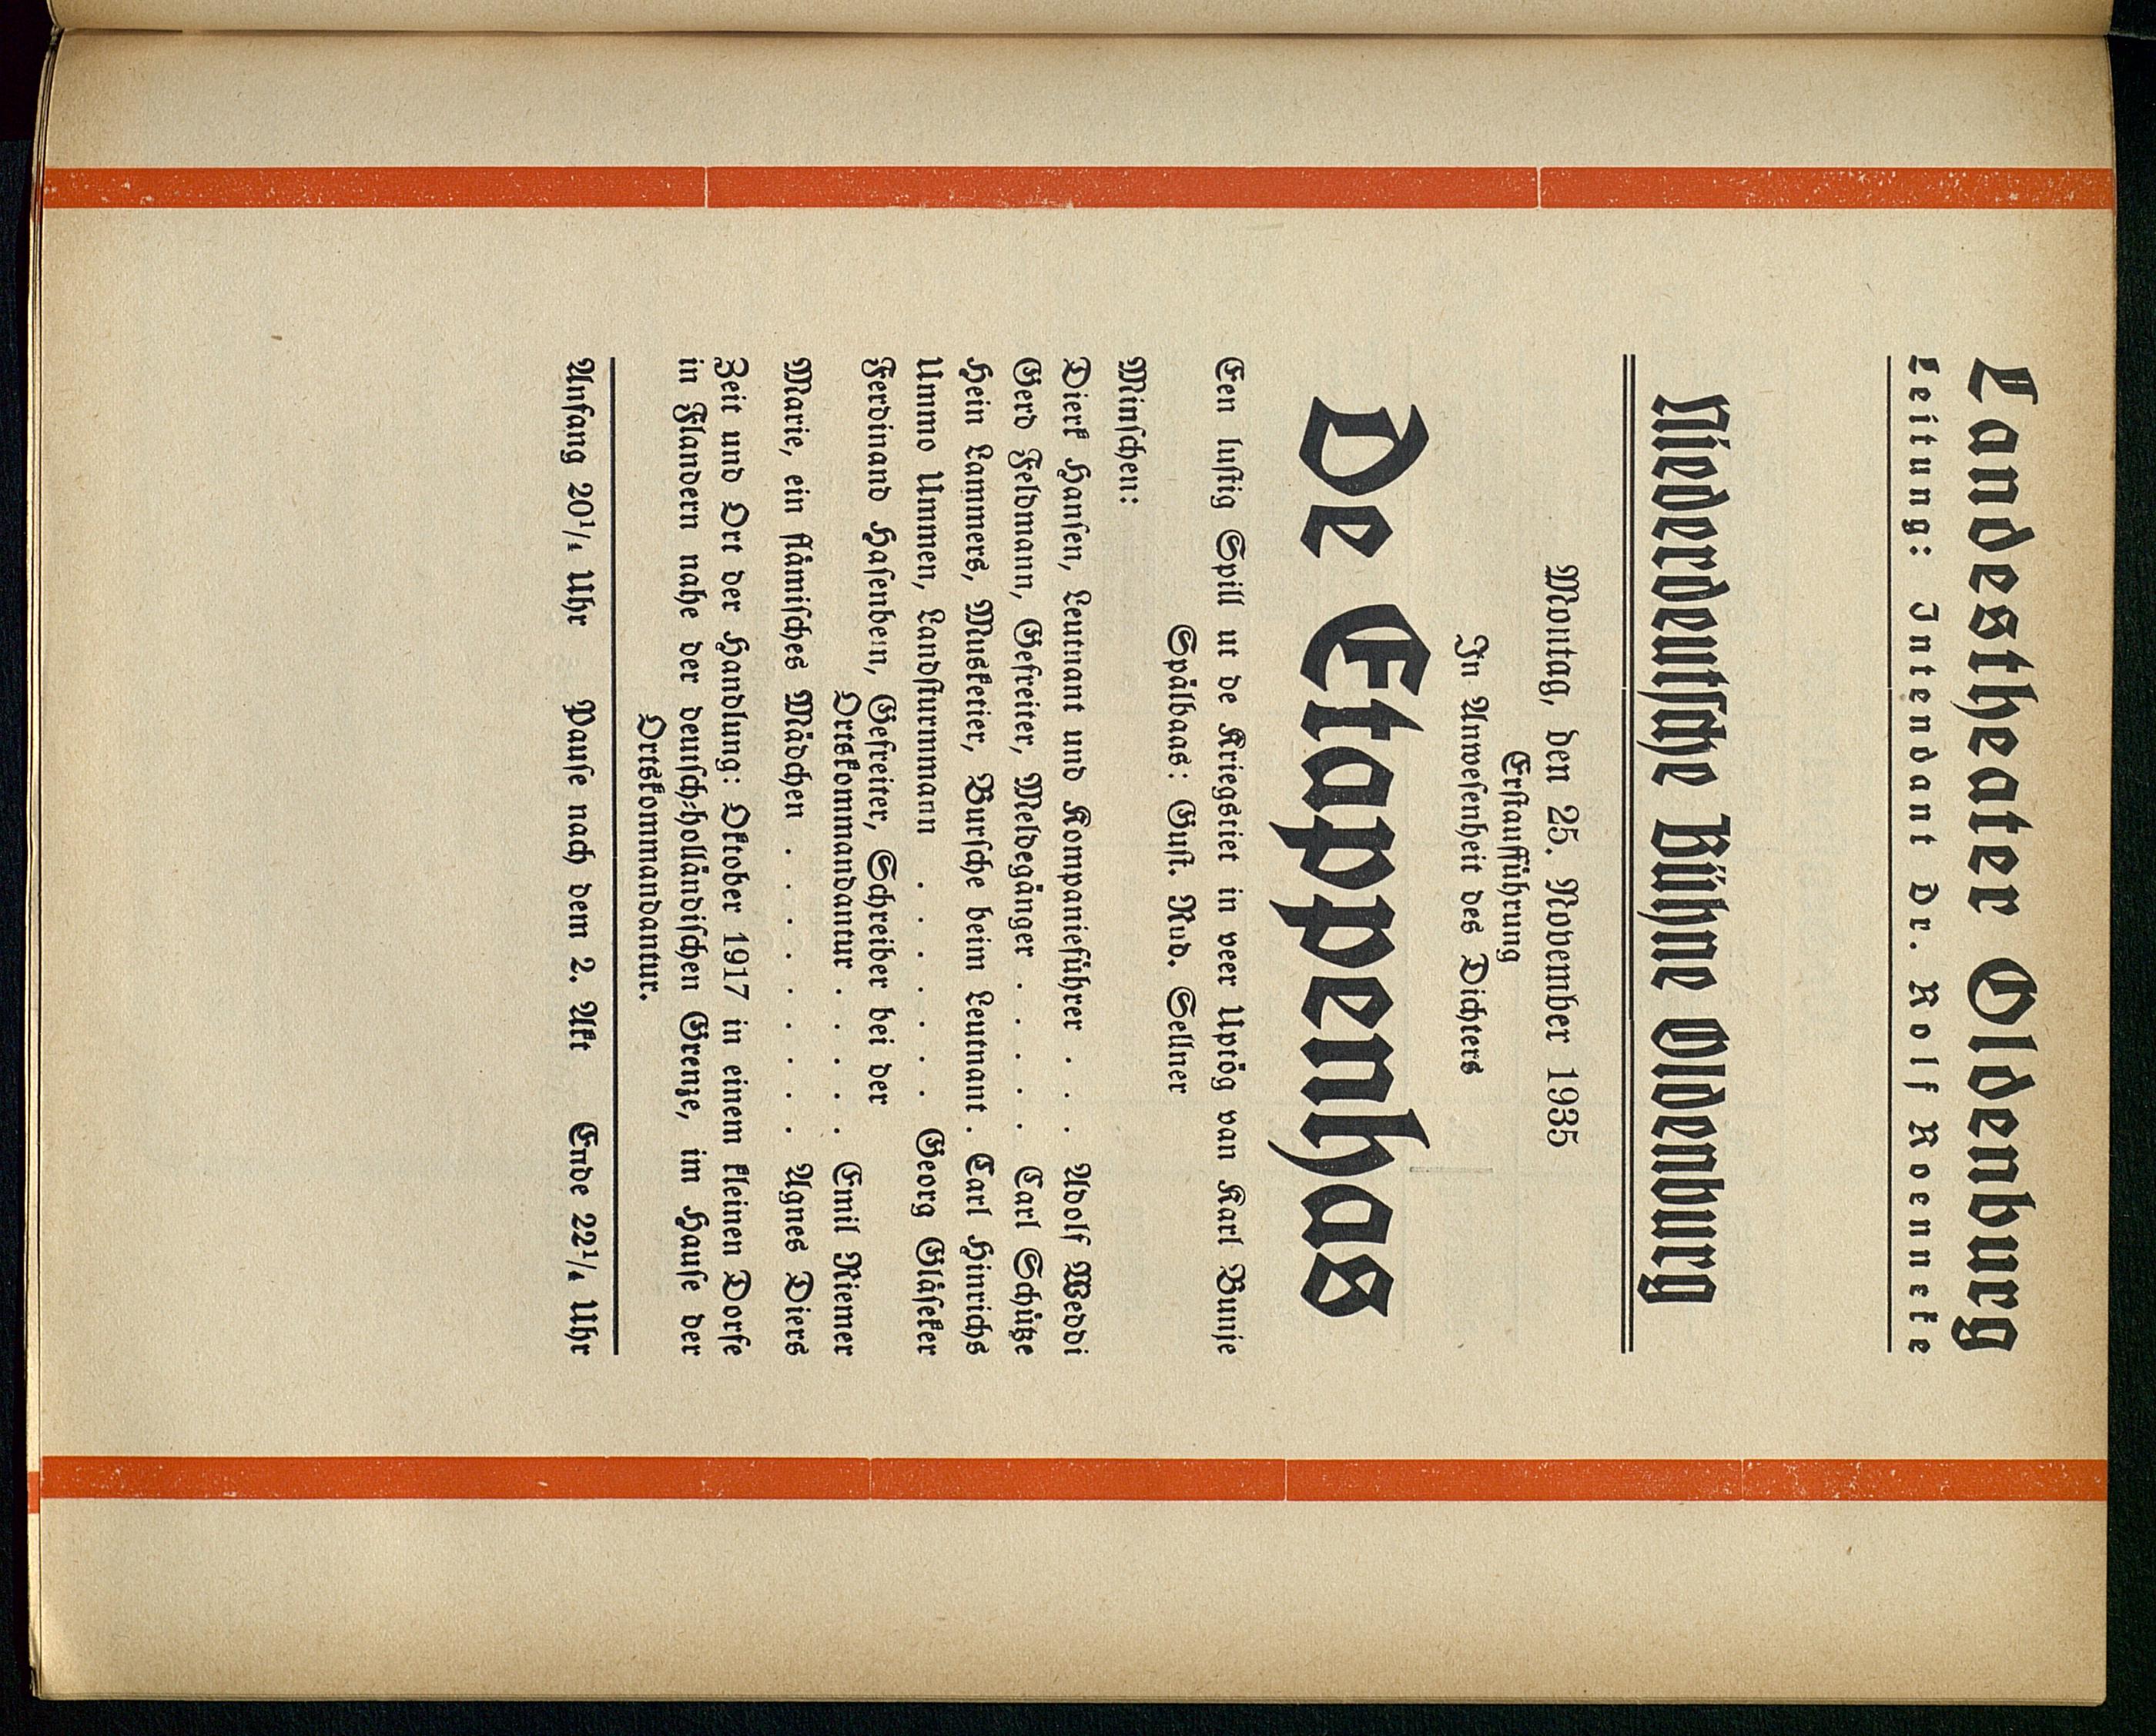 Landestheater Oldenburg
Leitung: Intendant Dr. Rolf Roenneke
Niederdeutsche Bühne Oldenburg
Montag, den 25. November 1935
Erstaufführung
In Anwesenheit des Dichters
De Etappenhas
Een lustig Spill ut de Kriegstiet in veer Uptög van Karl Bunje
Spälbaas: Gust. Rud. Sellner
Minschen:
Dierk Hansen, Leutnant und Kompanieführer . . . Adolf Weddi
Gerd Feldmann, Gefreiter, Meldegänger . . . . . Carl Schütze
Hein Lammers, Musketier, Bursche beim Leutnant . Carl Hinrichs
Ummo Ummen, Landsturmmann . . . . . . . Georg Gläseker
Ferdinand Hasenbein, Gefreiter, Schreiber bei der
Ortskommandantur . . . . . Emil Riemer
Marie, ein flämisches Mädchen . . . . . . . . . Agnes Diers
Zeit und Ort der Handlung: Oktober 1917 in einem kleinen Dorfe
in Flandern nahe der deutsch-holländischen Grenze, im Hause der
Ortskommandantur.
Anfang 20¼ Uhr Pause nach dem 2. Akt Ende 22¼ Uhr